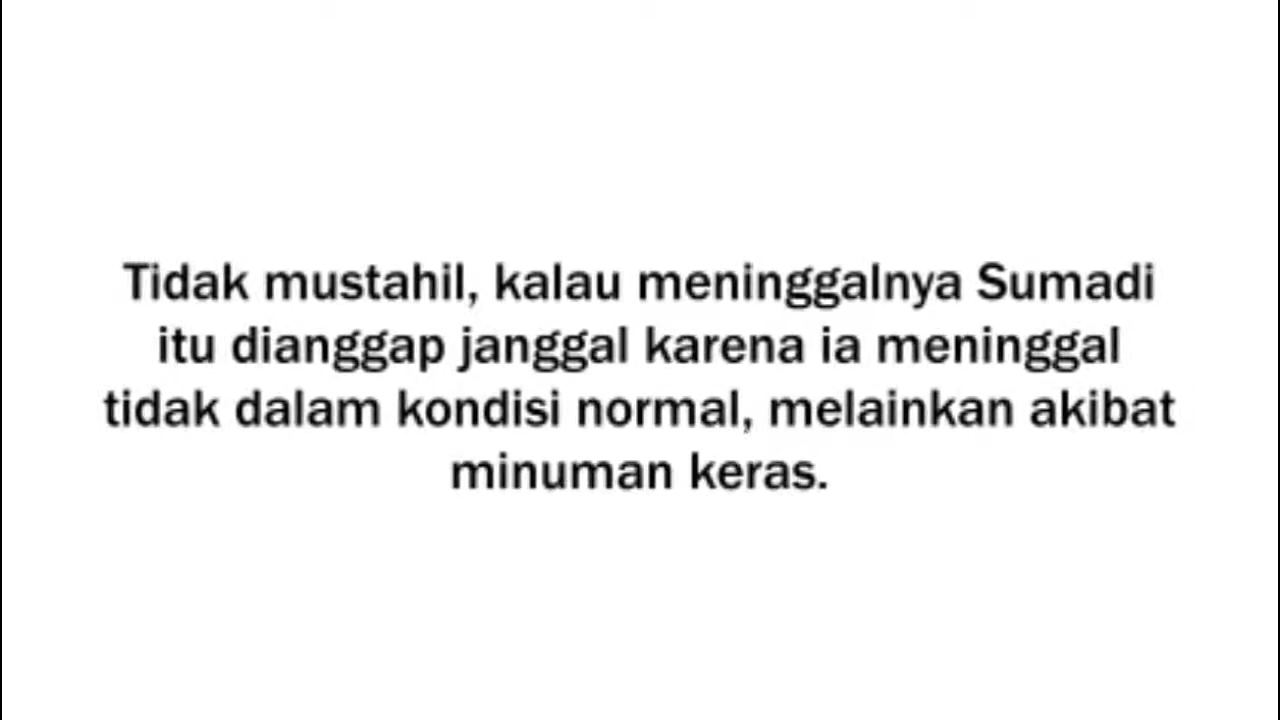 Tidak mustahil, kalau meninggalnya Sumadi
itu dianggap janggal karena ia meninggal
tidak dalam kondisi normal, melainkan akibat
minuman keras.